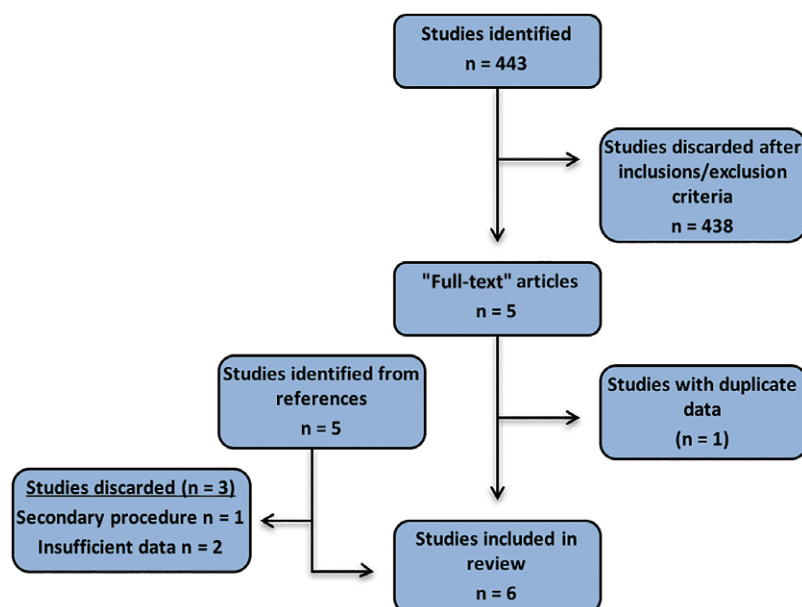 Studies identified
n = 443
Studies discarded after
inclusions/exclusion
criteria
n = 438
"Full-text" articles
n = 5
Studies identified from
references
n = 5
Studies with duplicate
data
(n = 1)
Studies discarded (n = 3)
Secondary procedure n = 1
Insufficient data n = 2
Studies included in
review
n = 6